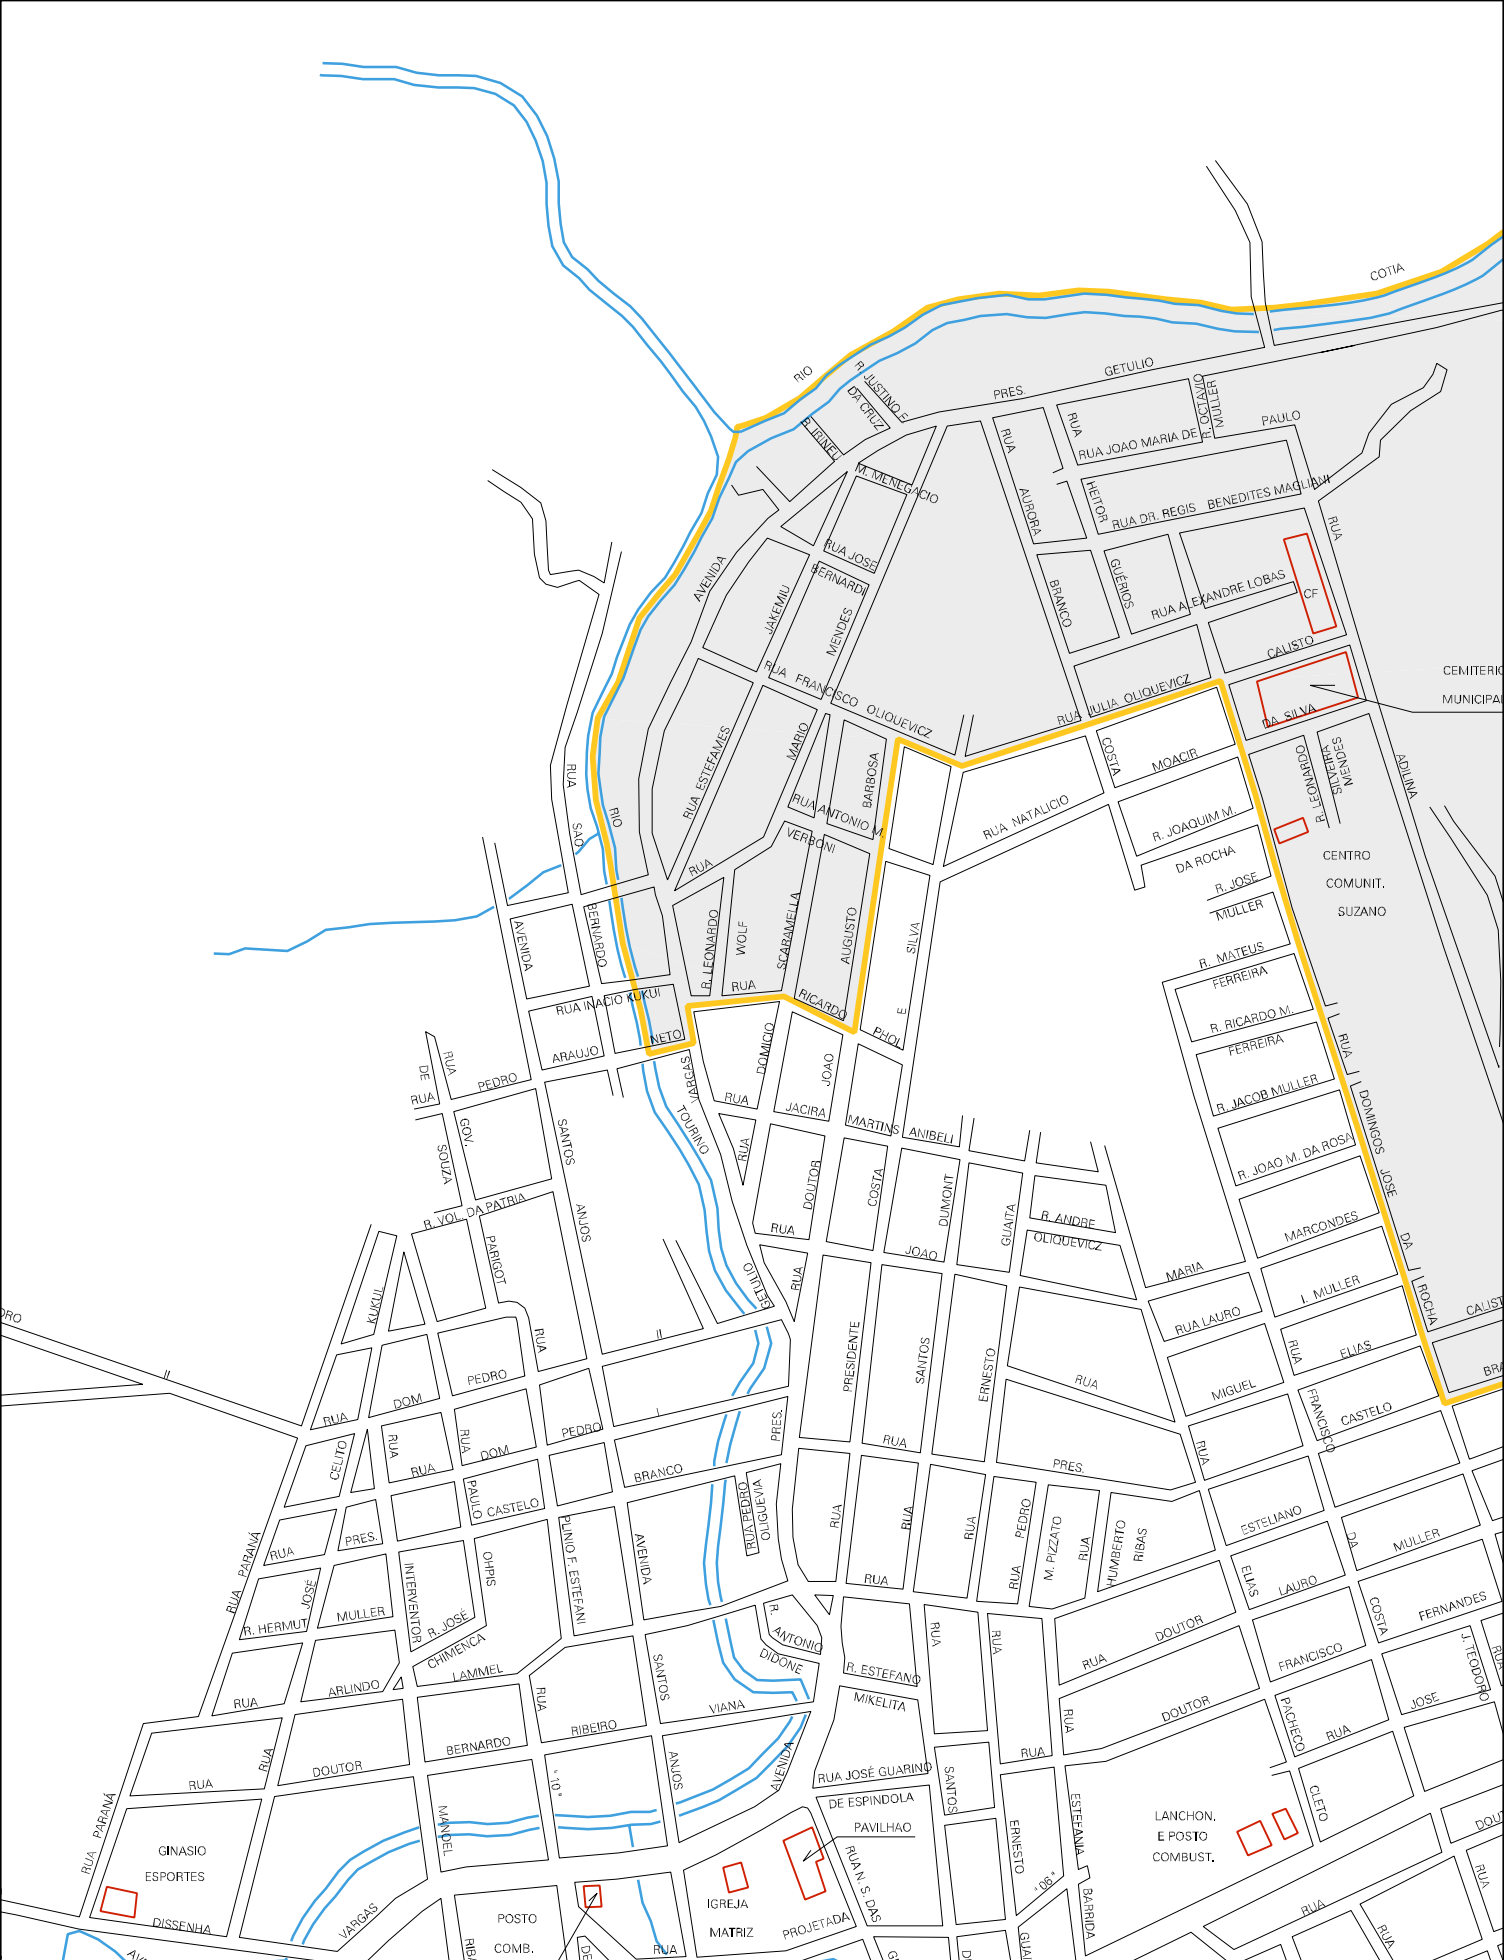 COTIA
RIO
R. JUSTINO F.
DA CRUZ
R. IRINEU
PRES.
GETULIO
RUA
RUA
R. OCTAVIO
MULLER
PAULO
RUA JOAO MARIA DE
M. MENEGACIO
AURORA
HEITOR
RUA DR. REGIS
BENEDITES MAGLIANI
RUA
RUA JOSE
BERNARDI
AVENIDA
JAKEMIU
MENDES
BRANCO
GUÉRIOS
RUA ALEXANDRE LOBAS
CF
CALISTO
RUA FRANCISCO OLIQUEVICZ
RUA JULIA OLIQUEVICZ
DA SILVA
MUNICIPAL
RUA ESTEFAMES
MARIO
BARBOSA
COSTA
MOACIR
R. LEONARDO
SILVEIRA
MENDES
ADILINA
RUA
SAO
RIO
RUA ANTONIO M.
VERBONI
RUA NATALICIO
R. JOAQUIM M.
DA ROCHA
CENTRO
COMUNIT.
SUZANO
RUA
R. JOSE
MULLER
AVENIDA
BERNARDO
R. LEONARDO
WOLF
SCARAMELLA
AUGUSTO
SILVA
R. MATEUS
FERREIRA
RUA INACIO KUKUI
RUA
RICARDO
E
PHOL
R. RICARDO M.
FERREIRA
RUA
RUA
DE
RUA
PEDRO
ARAUJO
NETO
VARGAS
DOMICIO
JOAO
R. JACOB MULLER
DOMINGOS
GOV.
SANTOS
TOURINO
RUA
JACIRA
MARTINS
ANIBELI
SOUZA
RUA
DOUTOR
COSTA
DUMONT
GUAITA
R. JOAO M. DA ROSA
JOSE
R. VOL. DA PATRIA
ANJOS
RUA
JOAO
R. ANDRE
OLIQUEVICZ
MARCONDES
DA
PARIGOT
GETULIO
RUA
MARIA
I. MULLER
ROCHA
KUKUL
RUA
II
PRESIDENTE
SANTOS
ERNESTO
RUA LAURO
RUA
ELIAS
II
RUA
DOM
PEDRO
I
RUA
MIGUEL
FRANCISCO
CASTELO
CELITO
RUA
RUA
RUA
DOM
PEDRO
BRANCO
PRES.
RUA
PRES.
RUA
PAULO
CASTELO
RUA PEDRO
OLIGUEVIA
RUA
RUA
RUA
RUA
PEDRO
M. PIZZATO
RUA
HUMBERTO
RIBAS
ESTELIANO
DA
MULLER
RUA
PARANÁ
RUA
PRES.
JOSÉ
INTERVENTOR
OHPIS
PLINIO F. ESTEFANI
AVENIDA
RUA
ELIAS
LAURO
COSTA
FERNANDES
R. HERMUT
MULLER
R. JOSÉ
CHIMENCA
R.
ANTONIO
DIDONE
RUA
RUA
RUA
DOUTOR
FRANCISCO
J. TEODORO
RUA
RUA
ARLINDO
LAMMEL
RUA
SANTOS
VIANA
R. ESTEFANO
MIKELITA
RUA
DOUTOR
PACHECO
RUA
JOSE
RUA
RUA
DOUTOR
BERNARDO
RIBEIRO
ANJOS
AVENIDA
RUA JOSÉ GUARINO
DE ESPINDOLA
RUA
SANTOS
CLETO
RUA
PARANÁ
GINASIO
ESPORTES
MANOEL
"10"
PAVILHAO
ERNESTO
ESTEFANIA
LANCHON.
E POSTO
COMBUST.
RUA
DISSENHA
VARGAS
POSTO
COMB.
IGREJA
MATRIZ
PROJETADA
RUA N. S. DAS
"06"
BARRIDA
RUA
RUA
RUA